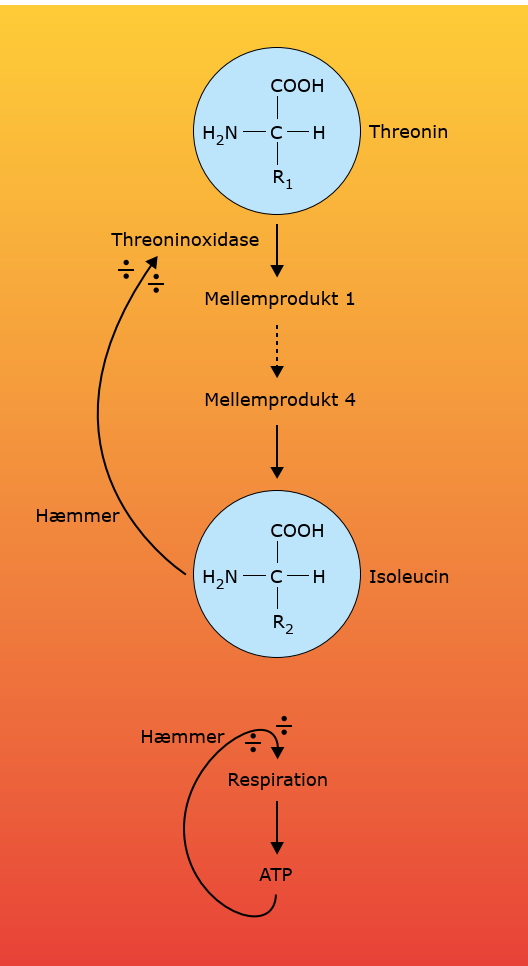 COOH
H₂N C H
R₁
Threonin
Threoninoxidase
÷ ÷
Mellemprodukt 1
Mellemprodukt 4
Hæmmer
COOH
H₂N C H
R₂
Isoleucin
Hæmmer
÷ ÷
Respiration
ATP